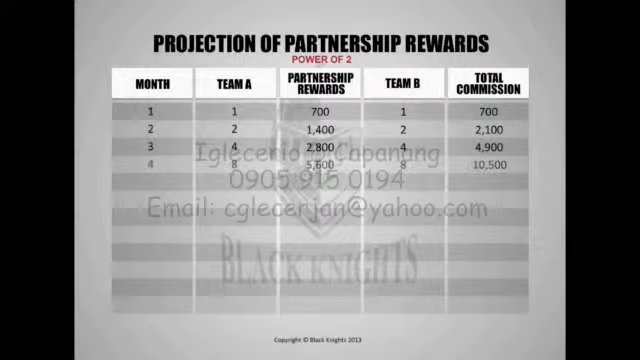 PROJECTION OF PARTNERSHIP REWARDS
POWER OF 2
MONTH TEAM A PARTNERSHIP REWARDS TEAM B TOTAL COMMISSION
1 1 700 1 700
2 2 1,400 2 2,100
3 4 2,800 4 4,900
4 8 5,600 8 10,500
Iglecerio S Capanang
0905 915 0194
Email: cglecerjan@yahoo.com
BLACK KNIGHTS
Copyright © Black Knights 2013